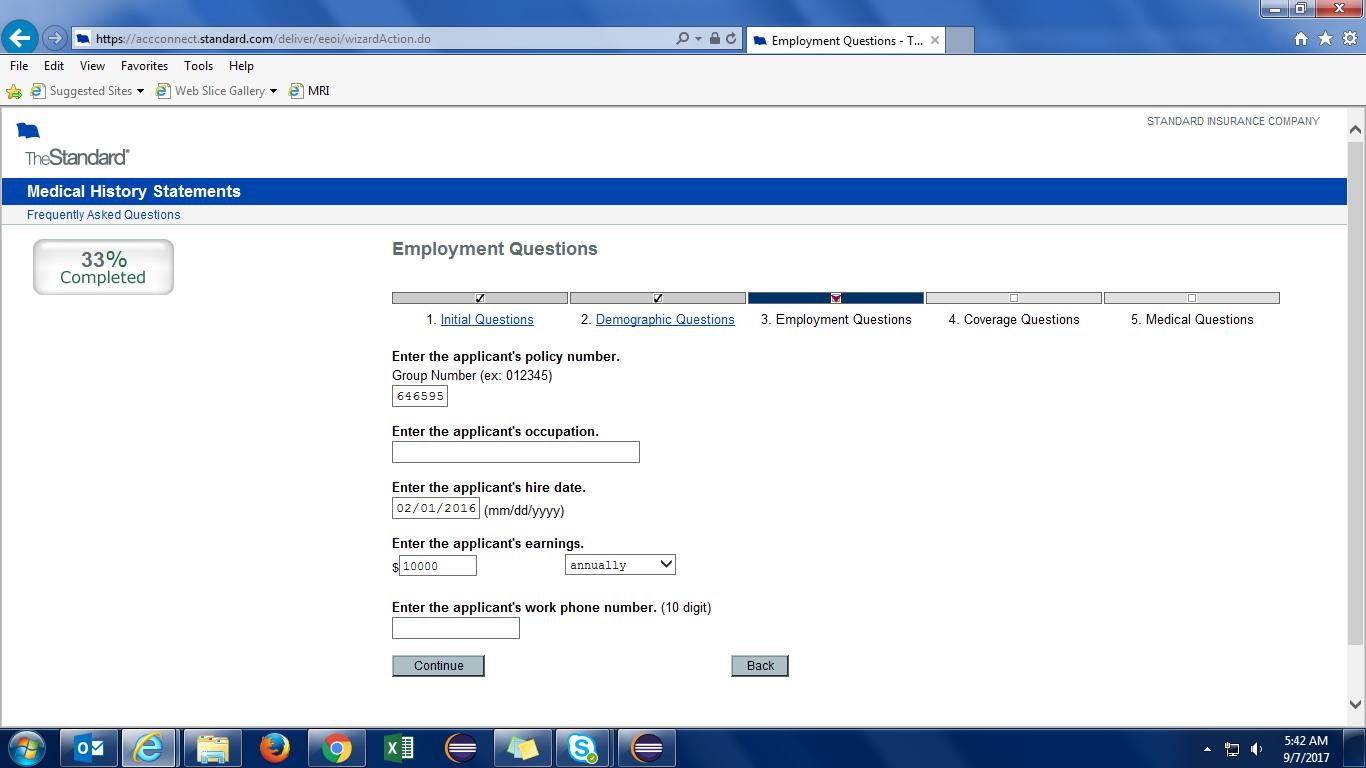 https://accconnect.standard.com/deliver/eeoi/wizardAction.do
Employment Questions - T...
File Edit View Favorites Tools Help
Suggested Sites Web Slice Gallery MRI
STANDARD INSURANCE COMPANY
TheStandard®
Medical History Statements
Frequently Asked Questions
33%
Completed
Employment Questions
1. Initial Questions 2. Demographic Questions 3. Employment Questions 4. Coverage Questions 5. Medical Questions
Enter the applicant's policy number.
Group Number (ex: 012345)
646595
Enter the applicant's occupation.
Enter the applicant's hire date.
02/01/2016 (mm/dd/yyyy)
Enter the applicant's earnings.
$ 10000 annually
Enter the applicant's work phone number. (10 digit)
Continue Back
5:42 AM
9/7/2017